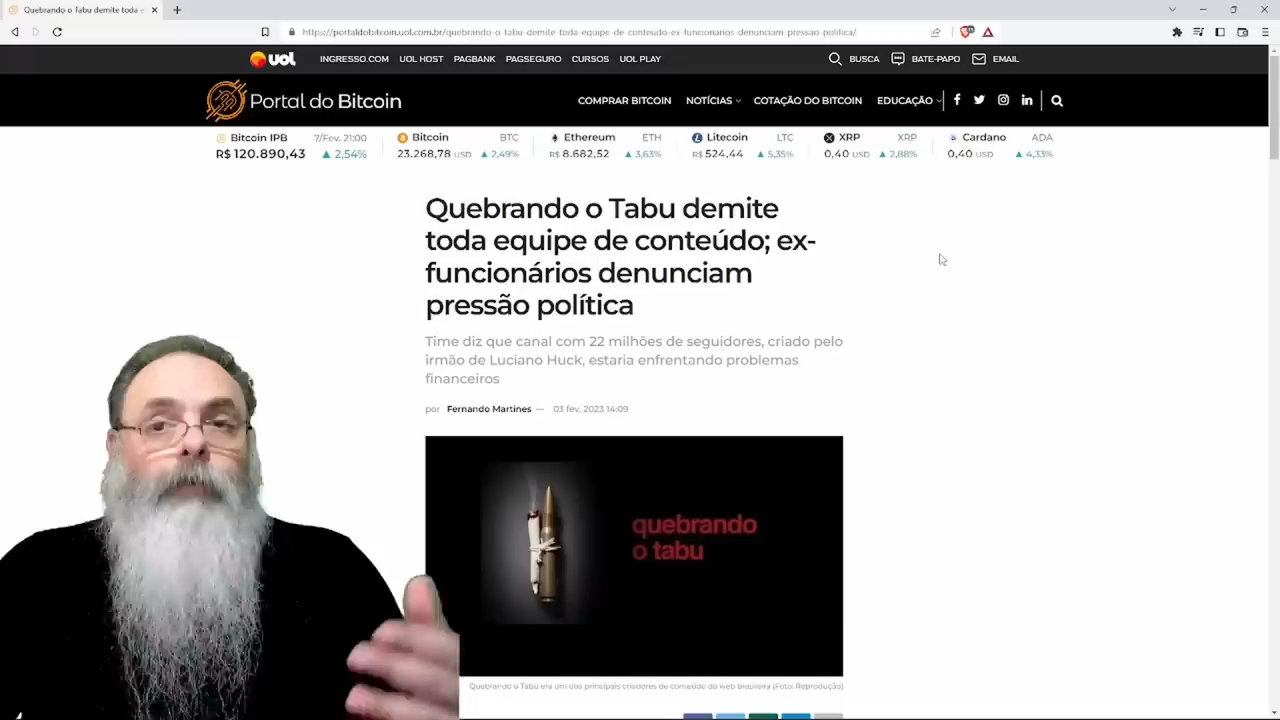 Quebrando o Tabu demite toda e
https://portaldobitcoin.uol.com.br/quebrando-o-tabu-demite-toda-equipe-de-conteudo-ex-funcionarios-denunciam-pressao-politica/
UOL INGRESSO.COM UOL HOST PAGBANK PAGSEGURO CURSOS UOL PLAY BUSCA BATE-PAPO EMAIL
Portal do Bitcoin COMPRAR BITCOIN NOTÍCIAS COTAÇÃO DO BITCOIN EDUCAÇÃO
Bitcoin IPB 7/Fev. 21:00 Bitcoin BTC Ethereum ETH Litecoin LTC XRP XRP Cardano ADA
R$ 120.890,43 ▲ 2,54% 23.268,78 USD ▲ 2,49% R$ 8.682,52 ▲ 3,63% R$ 524,44 ▲ 5,35% 0,40 USD ▲ 2,88% 0,40 USD ▲ 4,33%
Quebrando o Tabu demite
toda equipe de conteúdo; ex-
funcionários denunciam
pressão política
Time diz que canal com 22 milhões de seguidores, criado pelo
irmão de Luciano Huck, estaria enfrentando problemas
financeiros
por Fernando Martines — 03 fev, 2023 14:09
quebrando
o tabu
Quebrando o Tabu era um dos principais criadores de conteúdo da web brasileira (Foto: Reprodução)